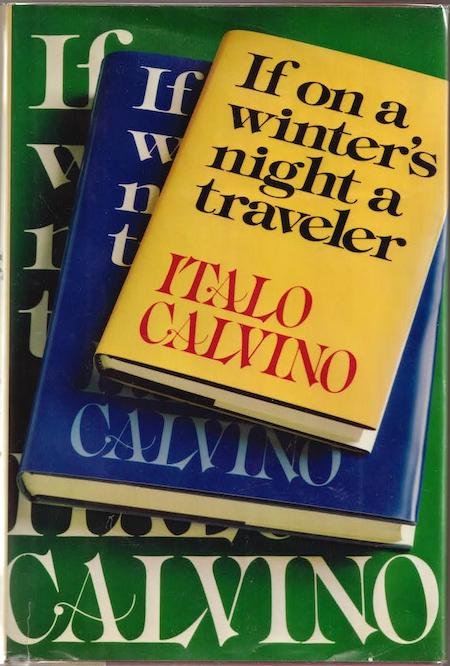 If
If
If on a
winter's
night a
traveler
ITALO
CALVINO
CALVINO
CALVINO